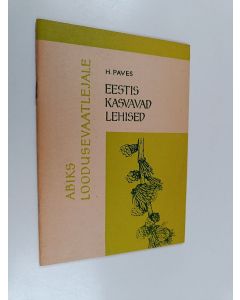 ABIKS
LOODUSEVAATLEJALE
H. PAVES
EESTIS
KASVAVAD
LEHISED